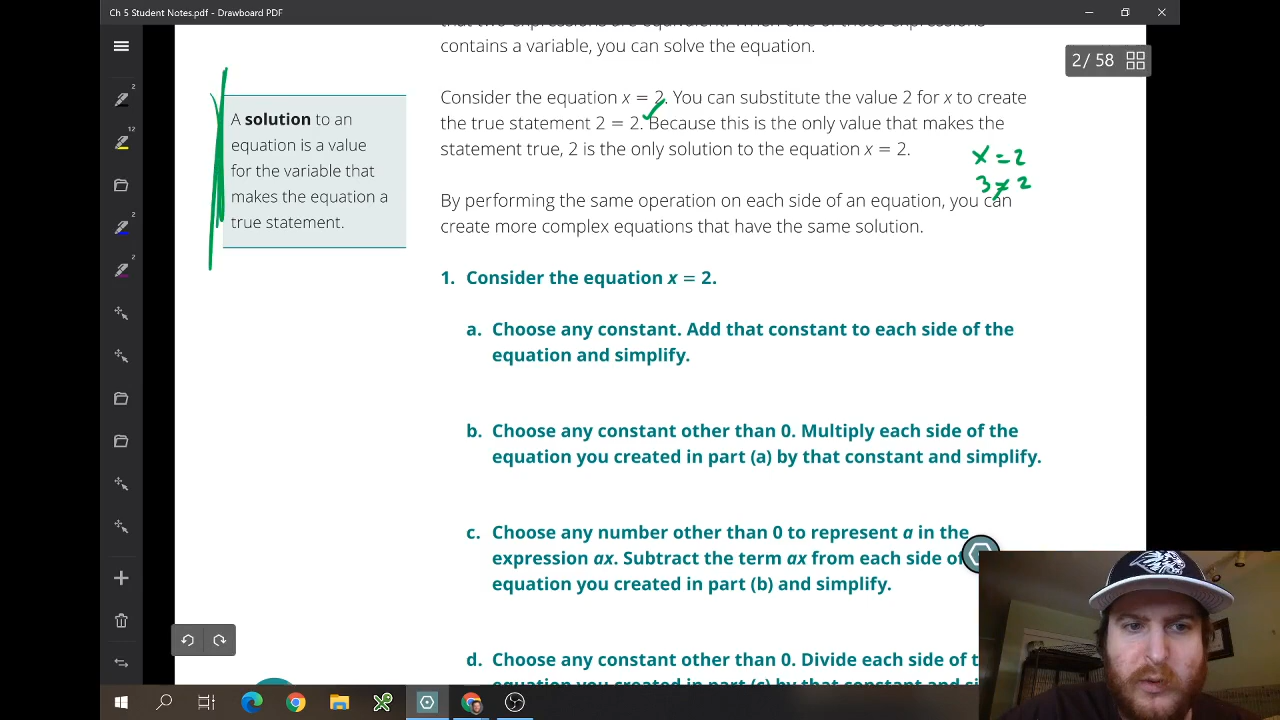 Ch 5 Student Notes.pdf - Drawboard PDF
contains a variable, you can solve the equation.
2 / 58
A solution to an
equation is a value
for the variable that
makes the equation a
true statement.
Consider the equation x = 2. You can substitute the value 2 for x to create
the true statement 2 = 2. Because this is the only value that makes the
statement true, 2 is the only solution to the equation x = 2.
x = 2
3 ≠ 2
By performing the same operation on each side of an equation, you can
create more complex equations that have the same solution.
1. Consider the equation x = 2.
a. Choose any constant. Add that constant to each side of the
equation and simplify.
b. Choose any constant other than 0. Multiply each side of the
equation you created in part (a) by that constant and simplify.
c. Choose any number other than 0 to represent a in the
expression ax. Subtract the term ax from each side of
equation you created in part (b) and simplify.
d. Choose any constant other than 0. Divide each side of t
2
12
2
2